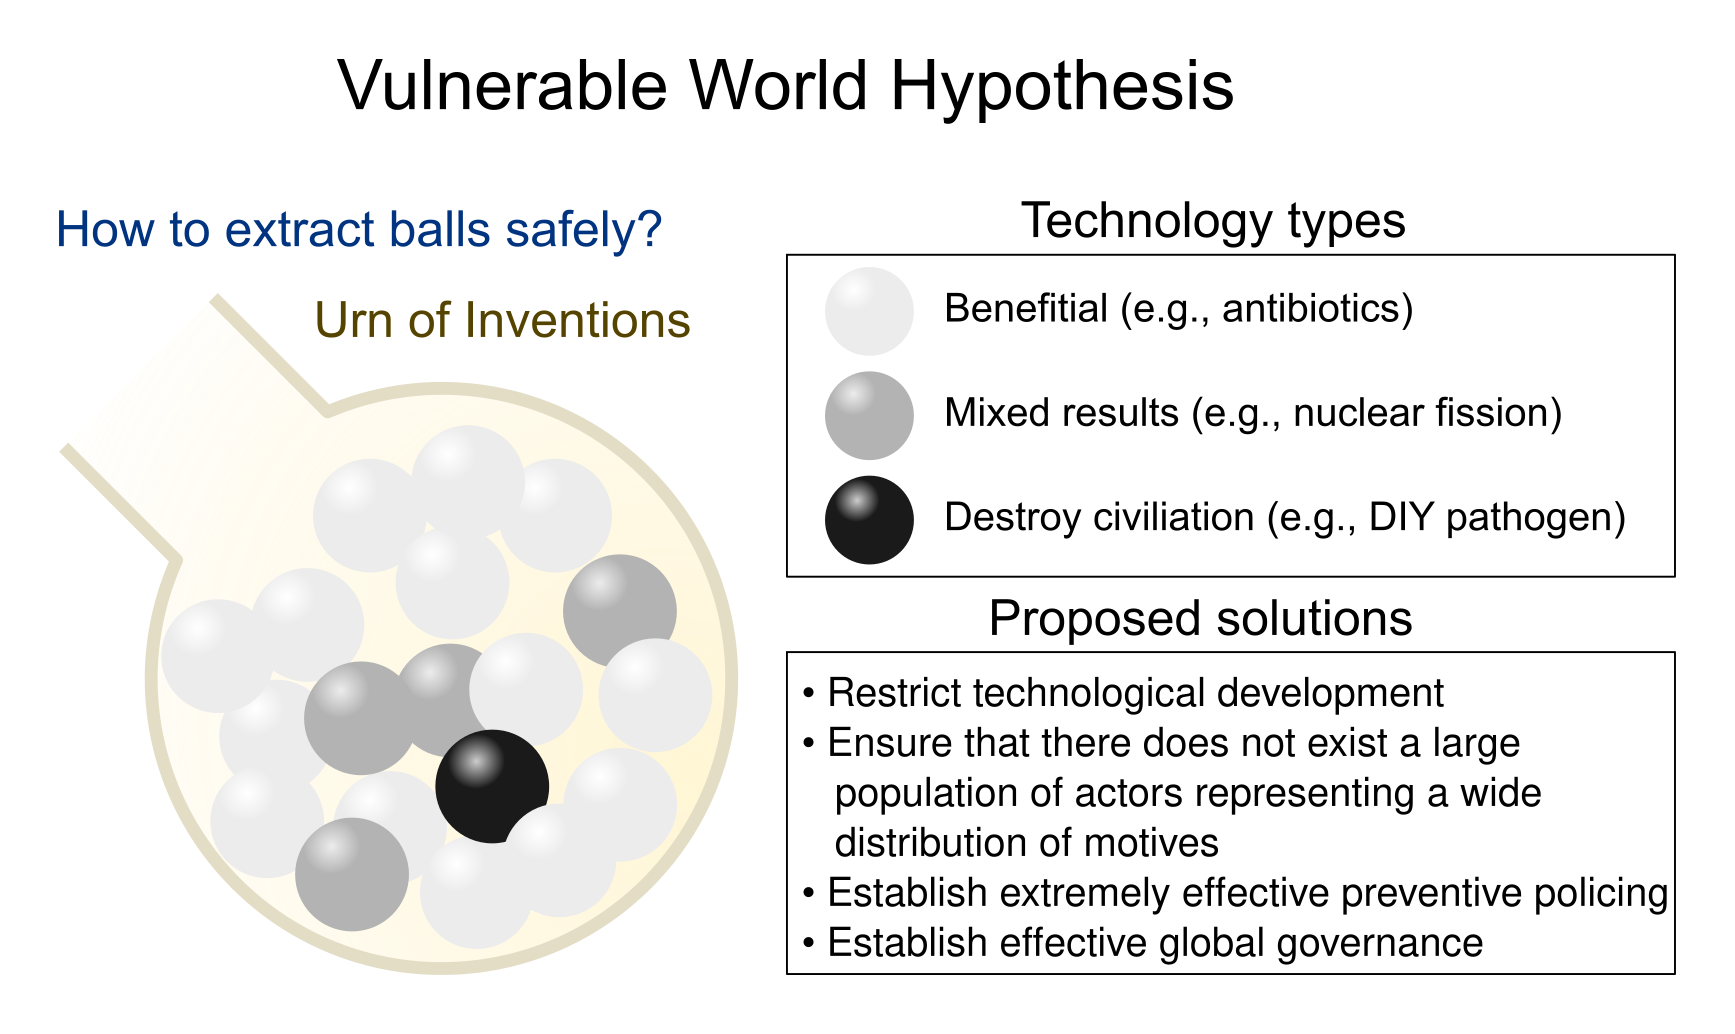 Vulnerable World Hypothesis
How to extract balls safely?
Urn of Inventions
Technology types
Benefitial (e.g., antibiotics)
Mixed results (e.g., nuclear fission)
Destroy civiliation (e.g., DIY pathogen)
Proposed solutions
• Restrict technological development
• Ensure that there does not exist a large
population of actors representing a wide
distribution of motives
• Establish extremely effective preventive policing
• Establish effective global governance